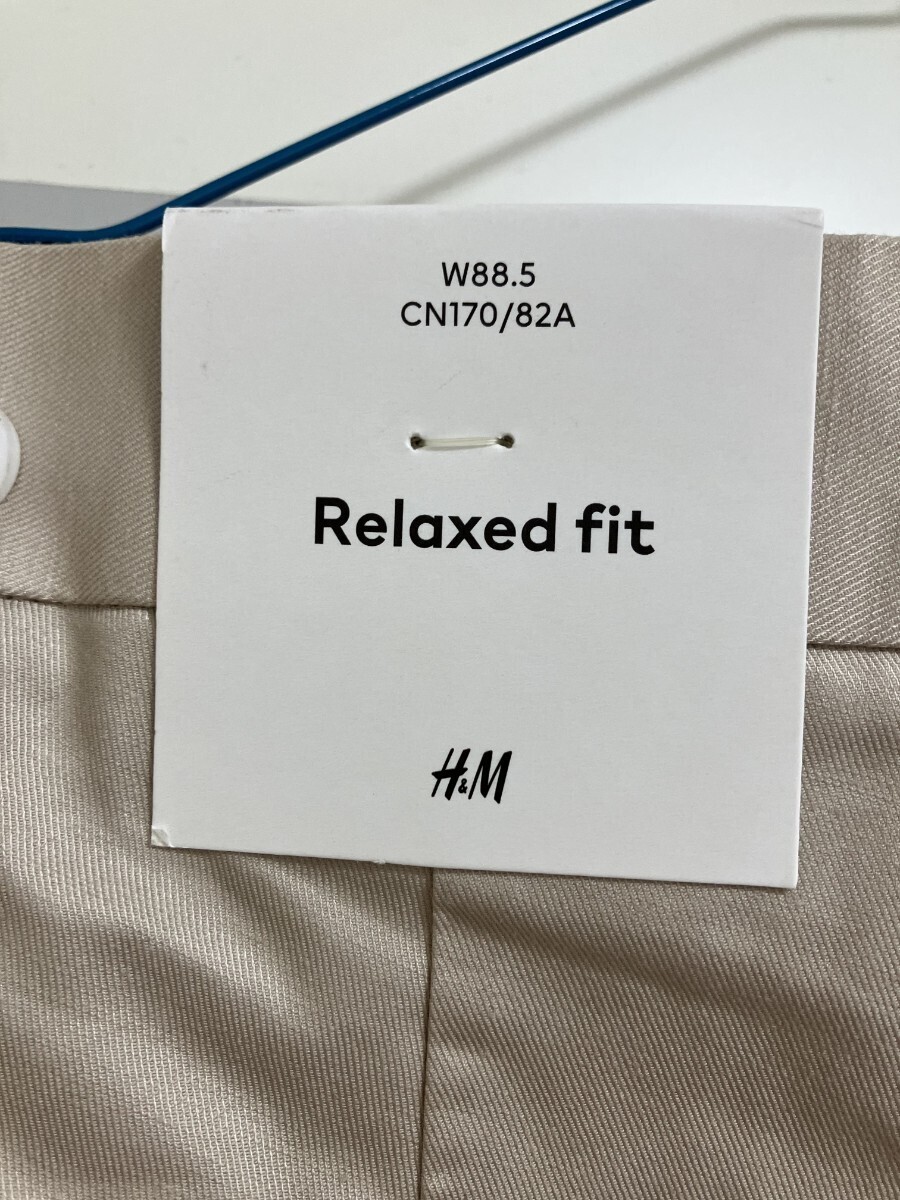 W88.5
CN170/82A
Relaxed fit
H&M